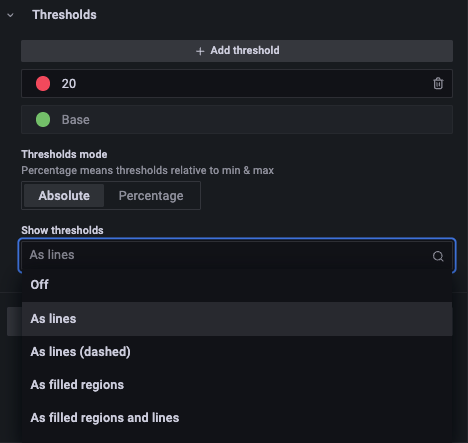 Thresholds
+ Add threshold
20
Base
Thresholds mode
Percentage means thresholds relative to min & max
Absolute Percentage
Show thresholds
As lines
Off
As lines
As lines (dashed)
As filled regions
As filled regions and lines